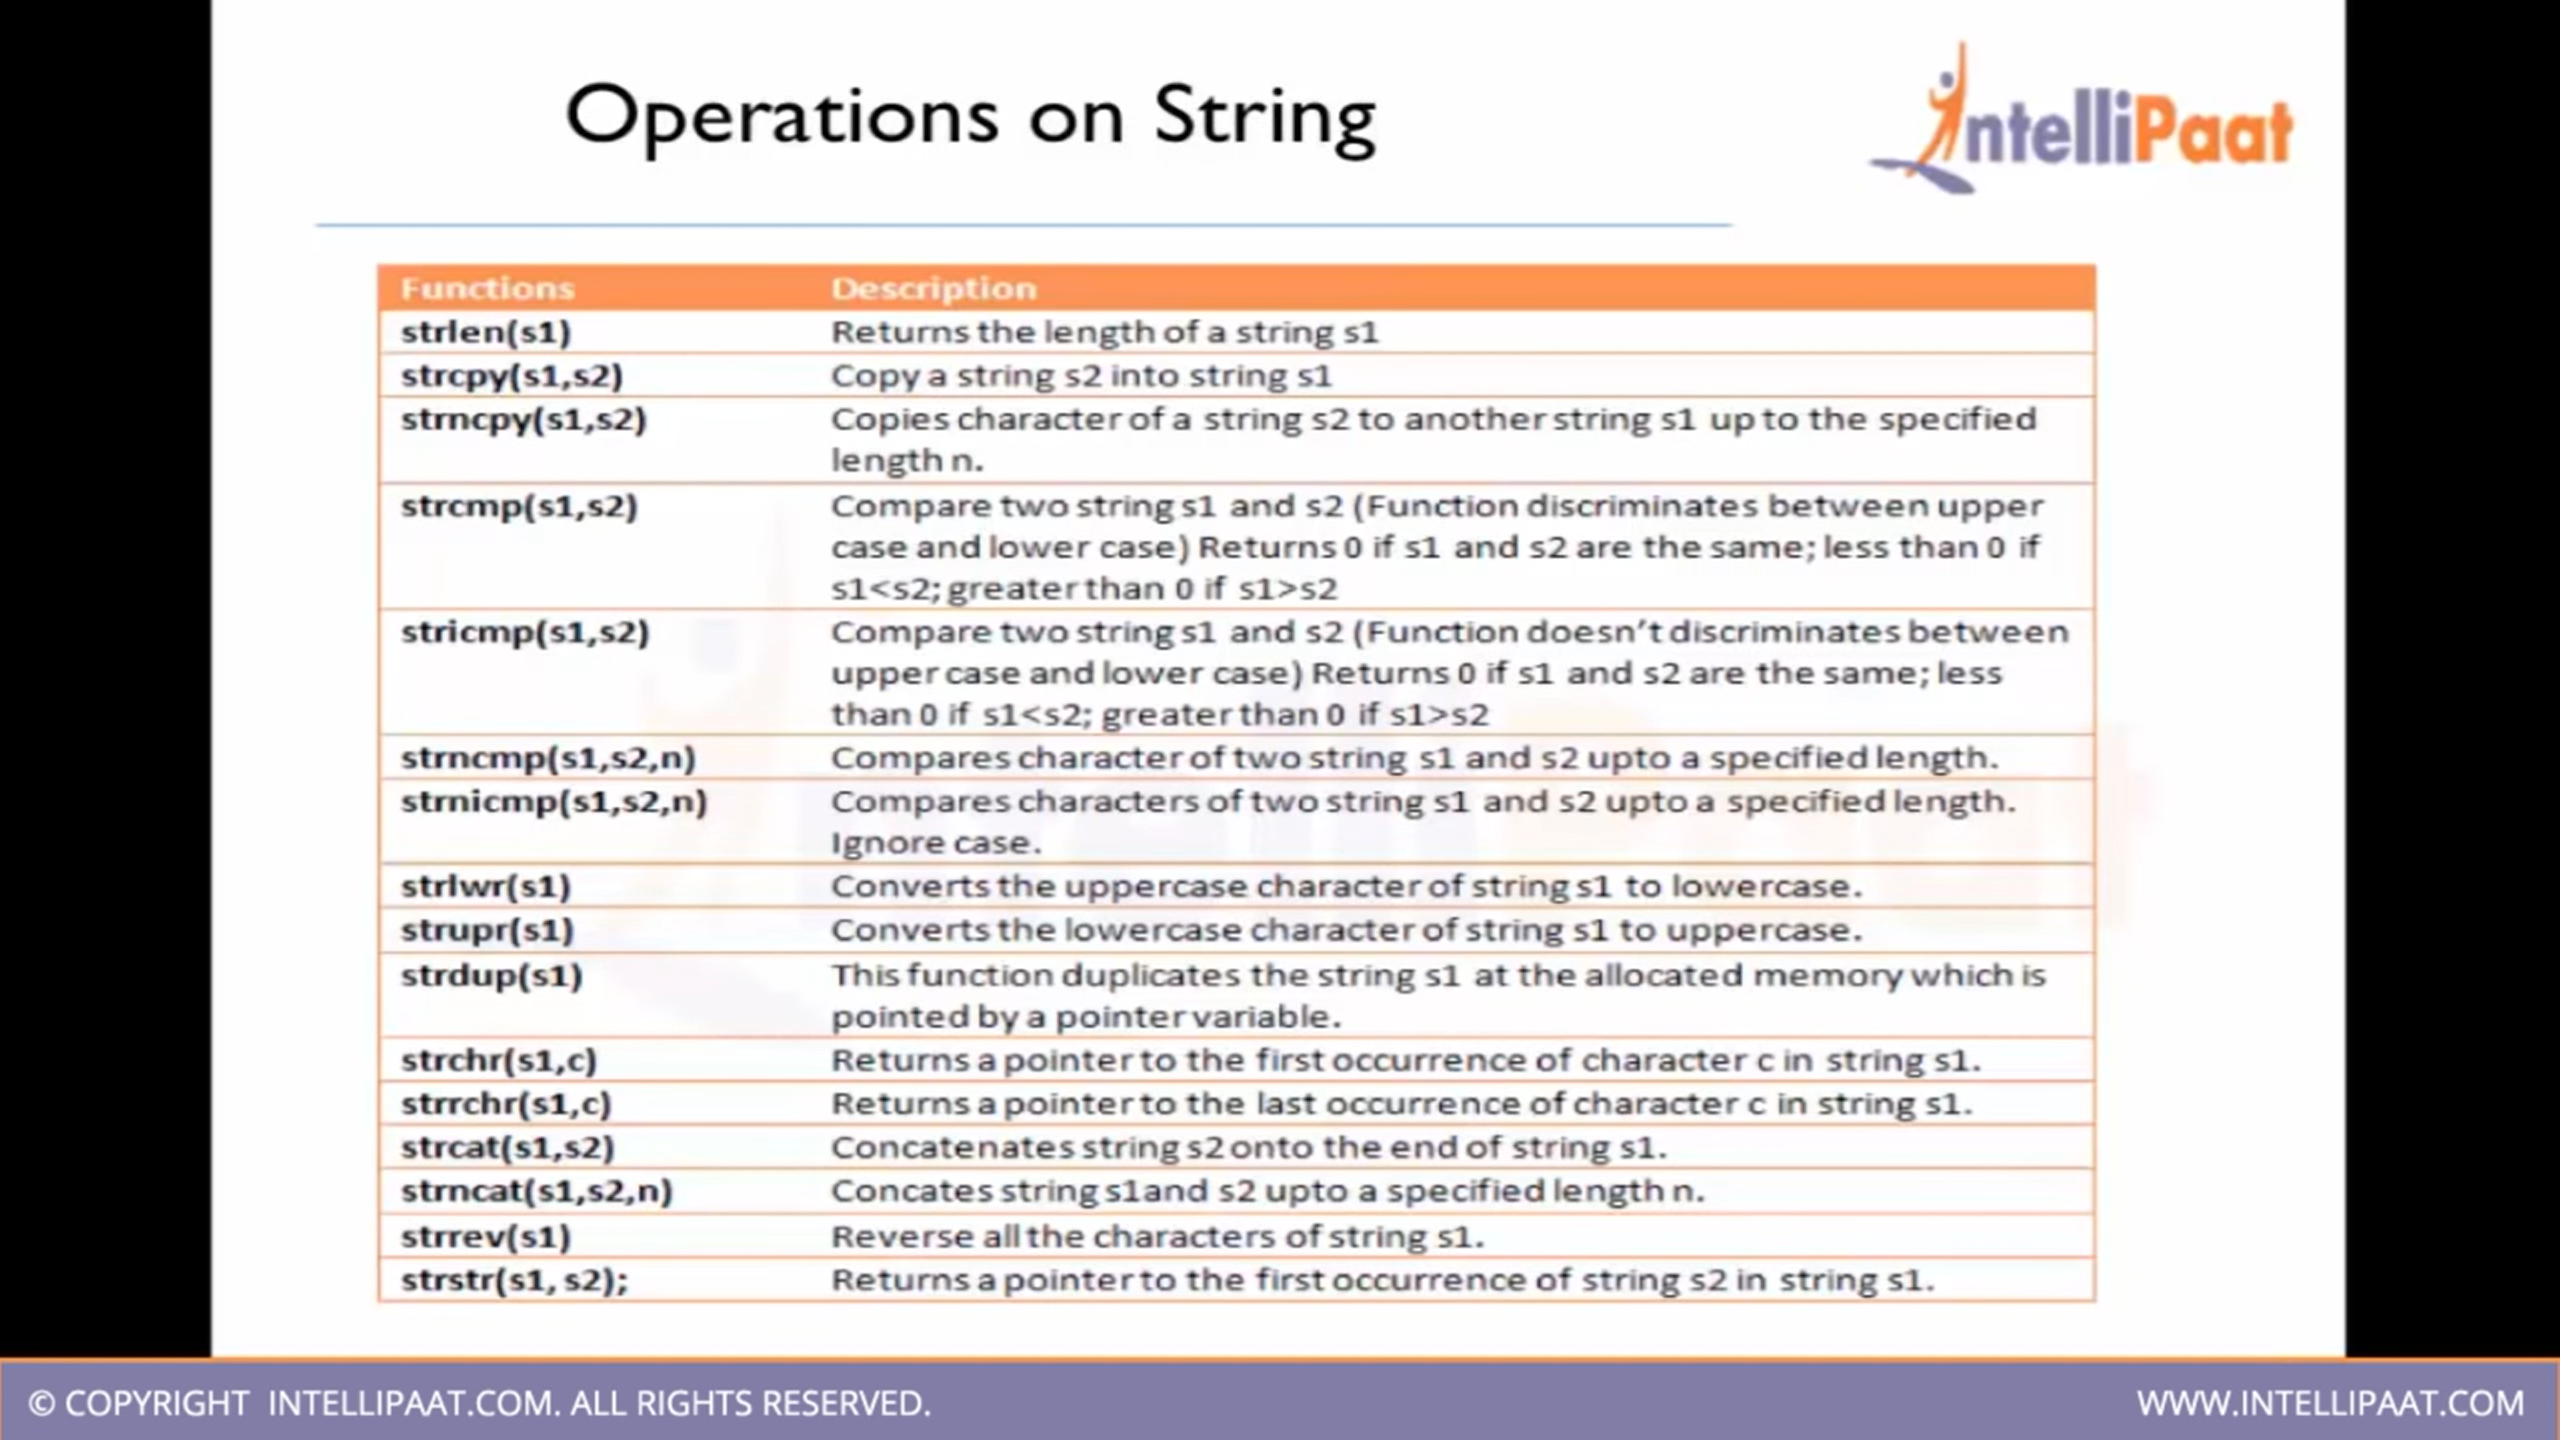 Operations on String
IntelliPaat
Functions Description
strlen(s1) Returns the length of a string s1
strcpy(s1,s2) Copy a string s2 into string s1
strncpy(s1,s2) Copies character of a string s2 to another string s1 up to the specified
length n.
strcmp(s1,s2) Compare two string s1 and s2 (Function discriminates between upper
case and lower case) Returns 0 if s1 and s2 are the same; less than 0 if
s1<s2; greater than 0 if s1>s2
stricmp(s1,s2) Compare two string s1 and s2 (Function doesn't discriminates between
upper case and lower case) Returns 0 if s1 and s2 are the same; less
than 0 if s1<s2; greater than 0 if s1>s2
strncmp(s1,s2,n) Compares character of two string s1 and s2 upto a specified length.
strnicmp(s1,s2,n) Compares characters of two string s1 and s2 upto a specified length.
Ignore case.
strlwr(s1) Converts the uppercase character of string s1 to lowercase.
strupr(s1) Converts the lowercase character of string s1 to uppercase.
strdup(s1) This function duplicates the string s1 at the allocated memory which is
pointed by a pointer variable.
strchr(s1,c) Returns a pointer to the first occurrence of character c in string s1.
strrchr(s1,c) Returns a pointer to the last occurrence of character c in string s1.
strcat(s1,s2) Concatenates string s2 onto the end of string s1.
strncat(s1,s2,n) Concates string s1and s2 upto a specified length n.
strrev(s1) Reverse all the characters of string s1.
strstr(s1, s2); Returns a pointer to the first occurrence of string s2 in string s1.
© COPYRIGHT INTELLIPAAT.COM. ALL RIGHTS RESERVED. WWW.INTELLIPAAT.COM